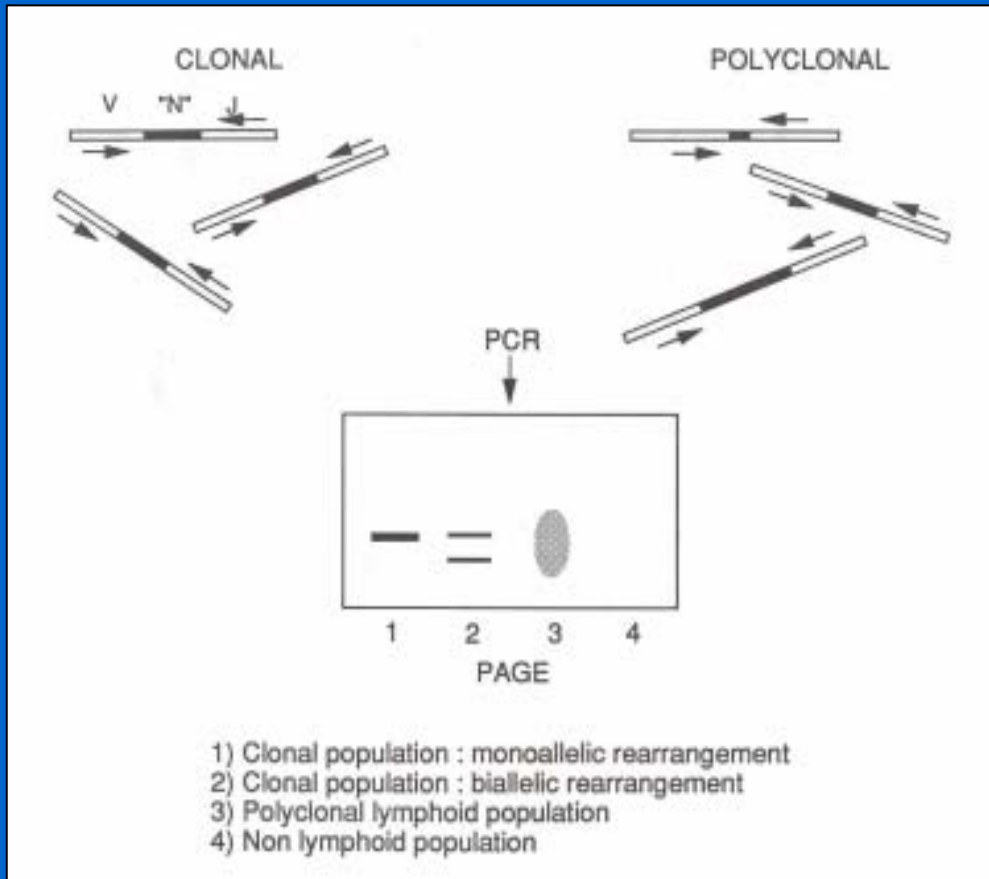 CLONAL
POLYCLONAL
V "N" J
PCR
1 2 3 4
PAGE
1) Clonal population : monoallelic rearrangement
2) Clonal population : biallelic rearrangement
3) Polyclonal lymphoid population
4) Non lymphoid population